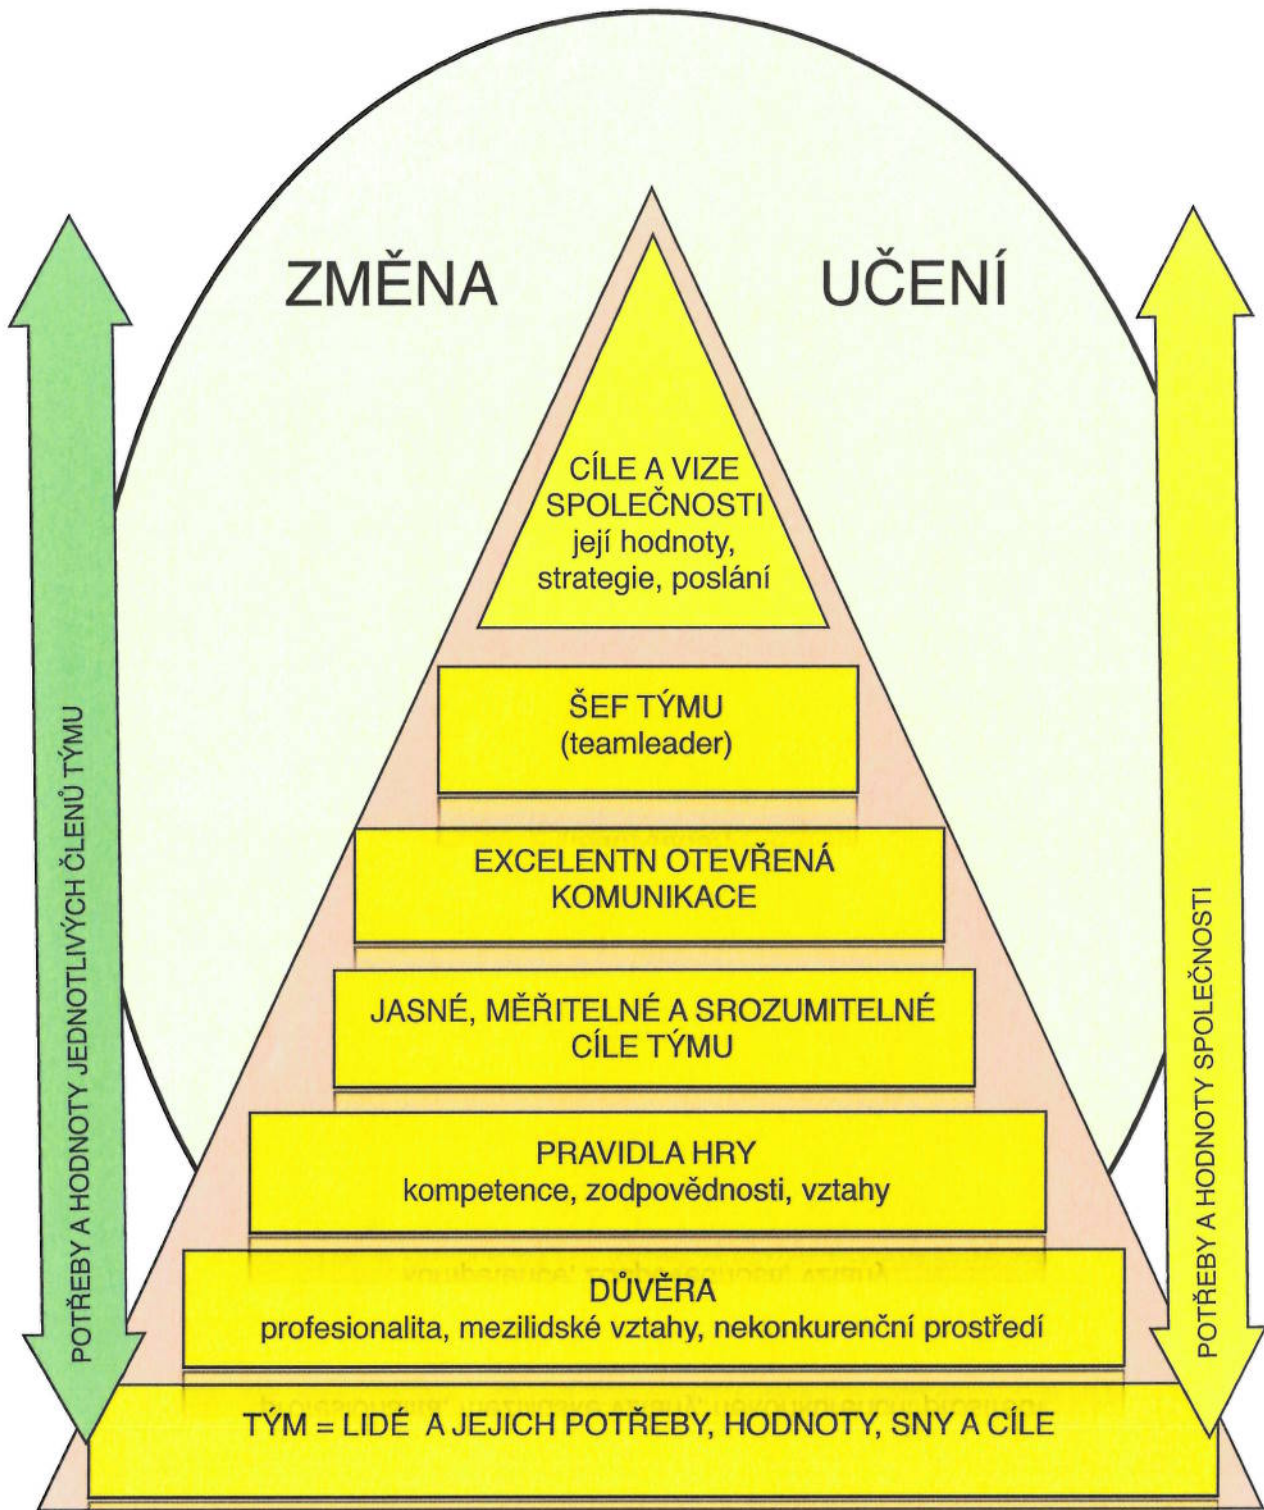 ZMĚNA
UČENÍ
CÍLE A VIZE
SPOLEČNOSTI
její hodnoty,
strategie, poslání
ŠEF TÝMU
(teamleader)
EXCELENTN OTEVŘENÁ
KOMUNIKACE
JASNÉ, MĚŘITELNÉ A SROZUMITELNÉ
CÍLE TÝMU
PRAVIDLA HRY
kompetence, zodpovědnosti, vztahy
DŮVĚRA
profesionalita, mezilidské vztahy, nekonkurenční prostředí
TÝM = LIDÉ A JEJICH POTŘEBY, HODNOTY, SNY A CÍLE
POTŘEBY A HODNOTY JEDNOTLIVÝCH ČLENŮ TÝMU
POTŘEBY A HODNOTY SPOLEČNOSTI